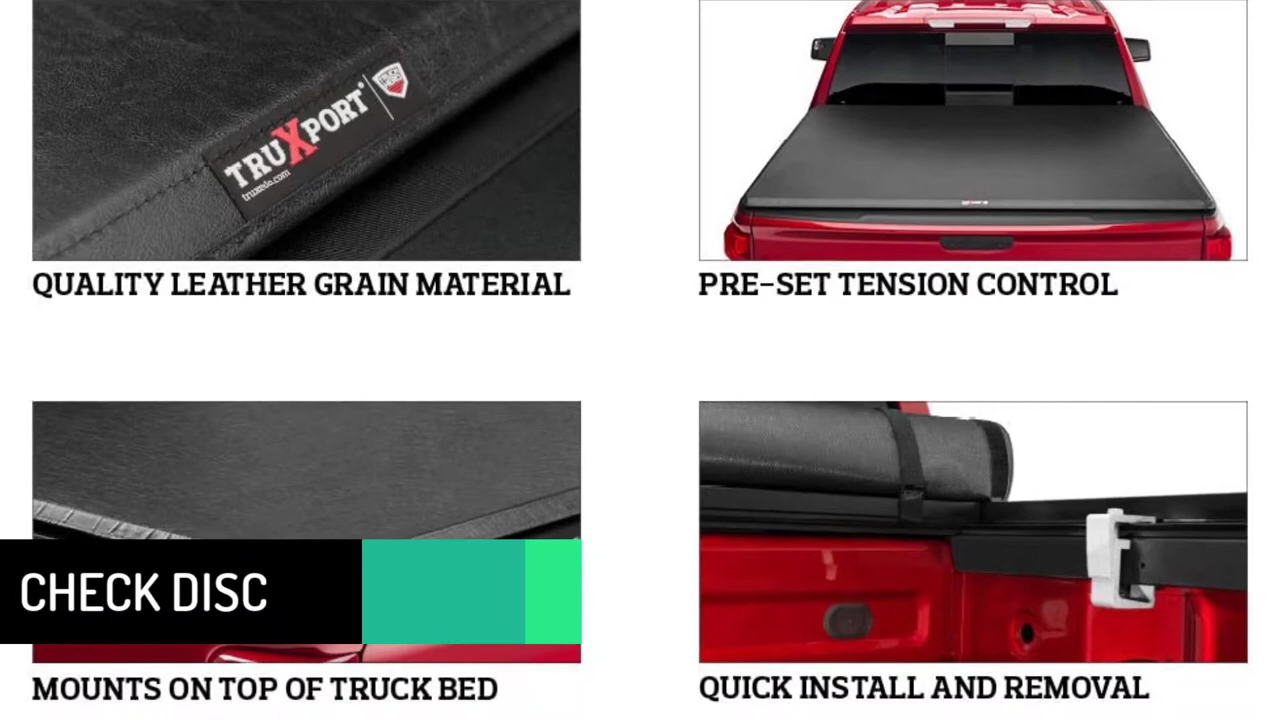 TRUXPORT
truxedo.com
QUALITY LEATHER GRAIN MATERIAL
PRE-SET TENSION CONTROL
CHECK DISC
MOUNTS ON TOP OF TRUCK BED
QUICK INSTALL AND REMOVAL